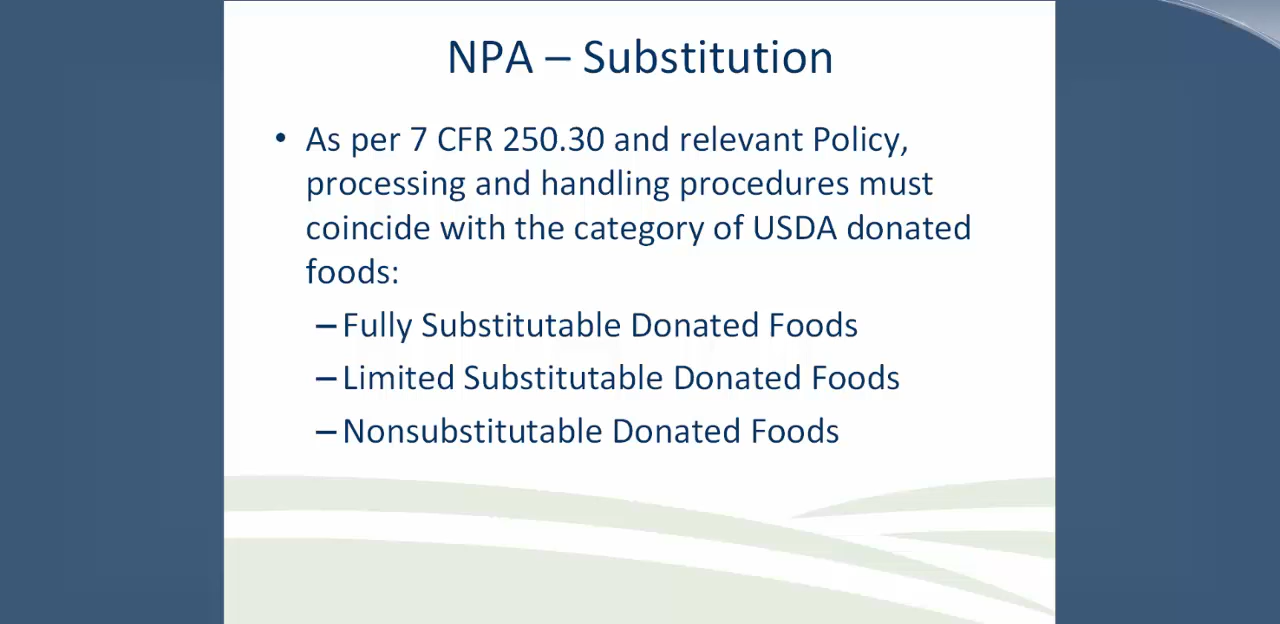 NPA – Substitution
• As per 7 CFR 250.30 and relevant Policy,
processing and handling procedures must
coincide with the category of USDA donated
foods:
– Fully Substitutable Donated Foods
– Limited Substitutable Donated Foods
– Nonsubstitutable Donated Foods